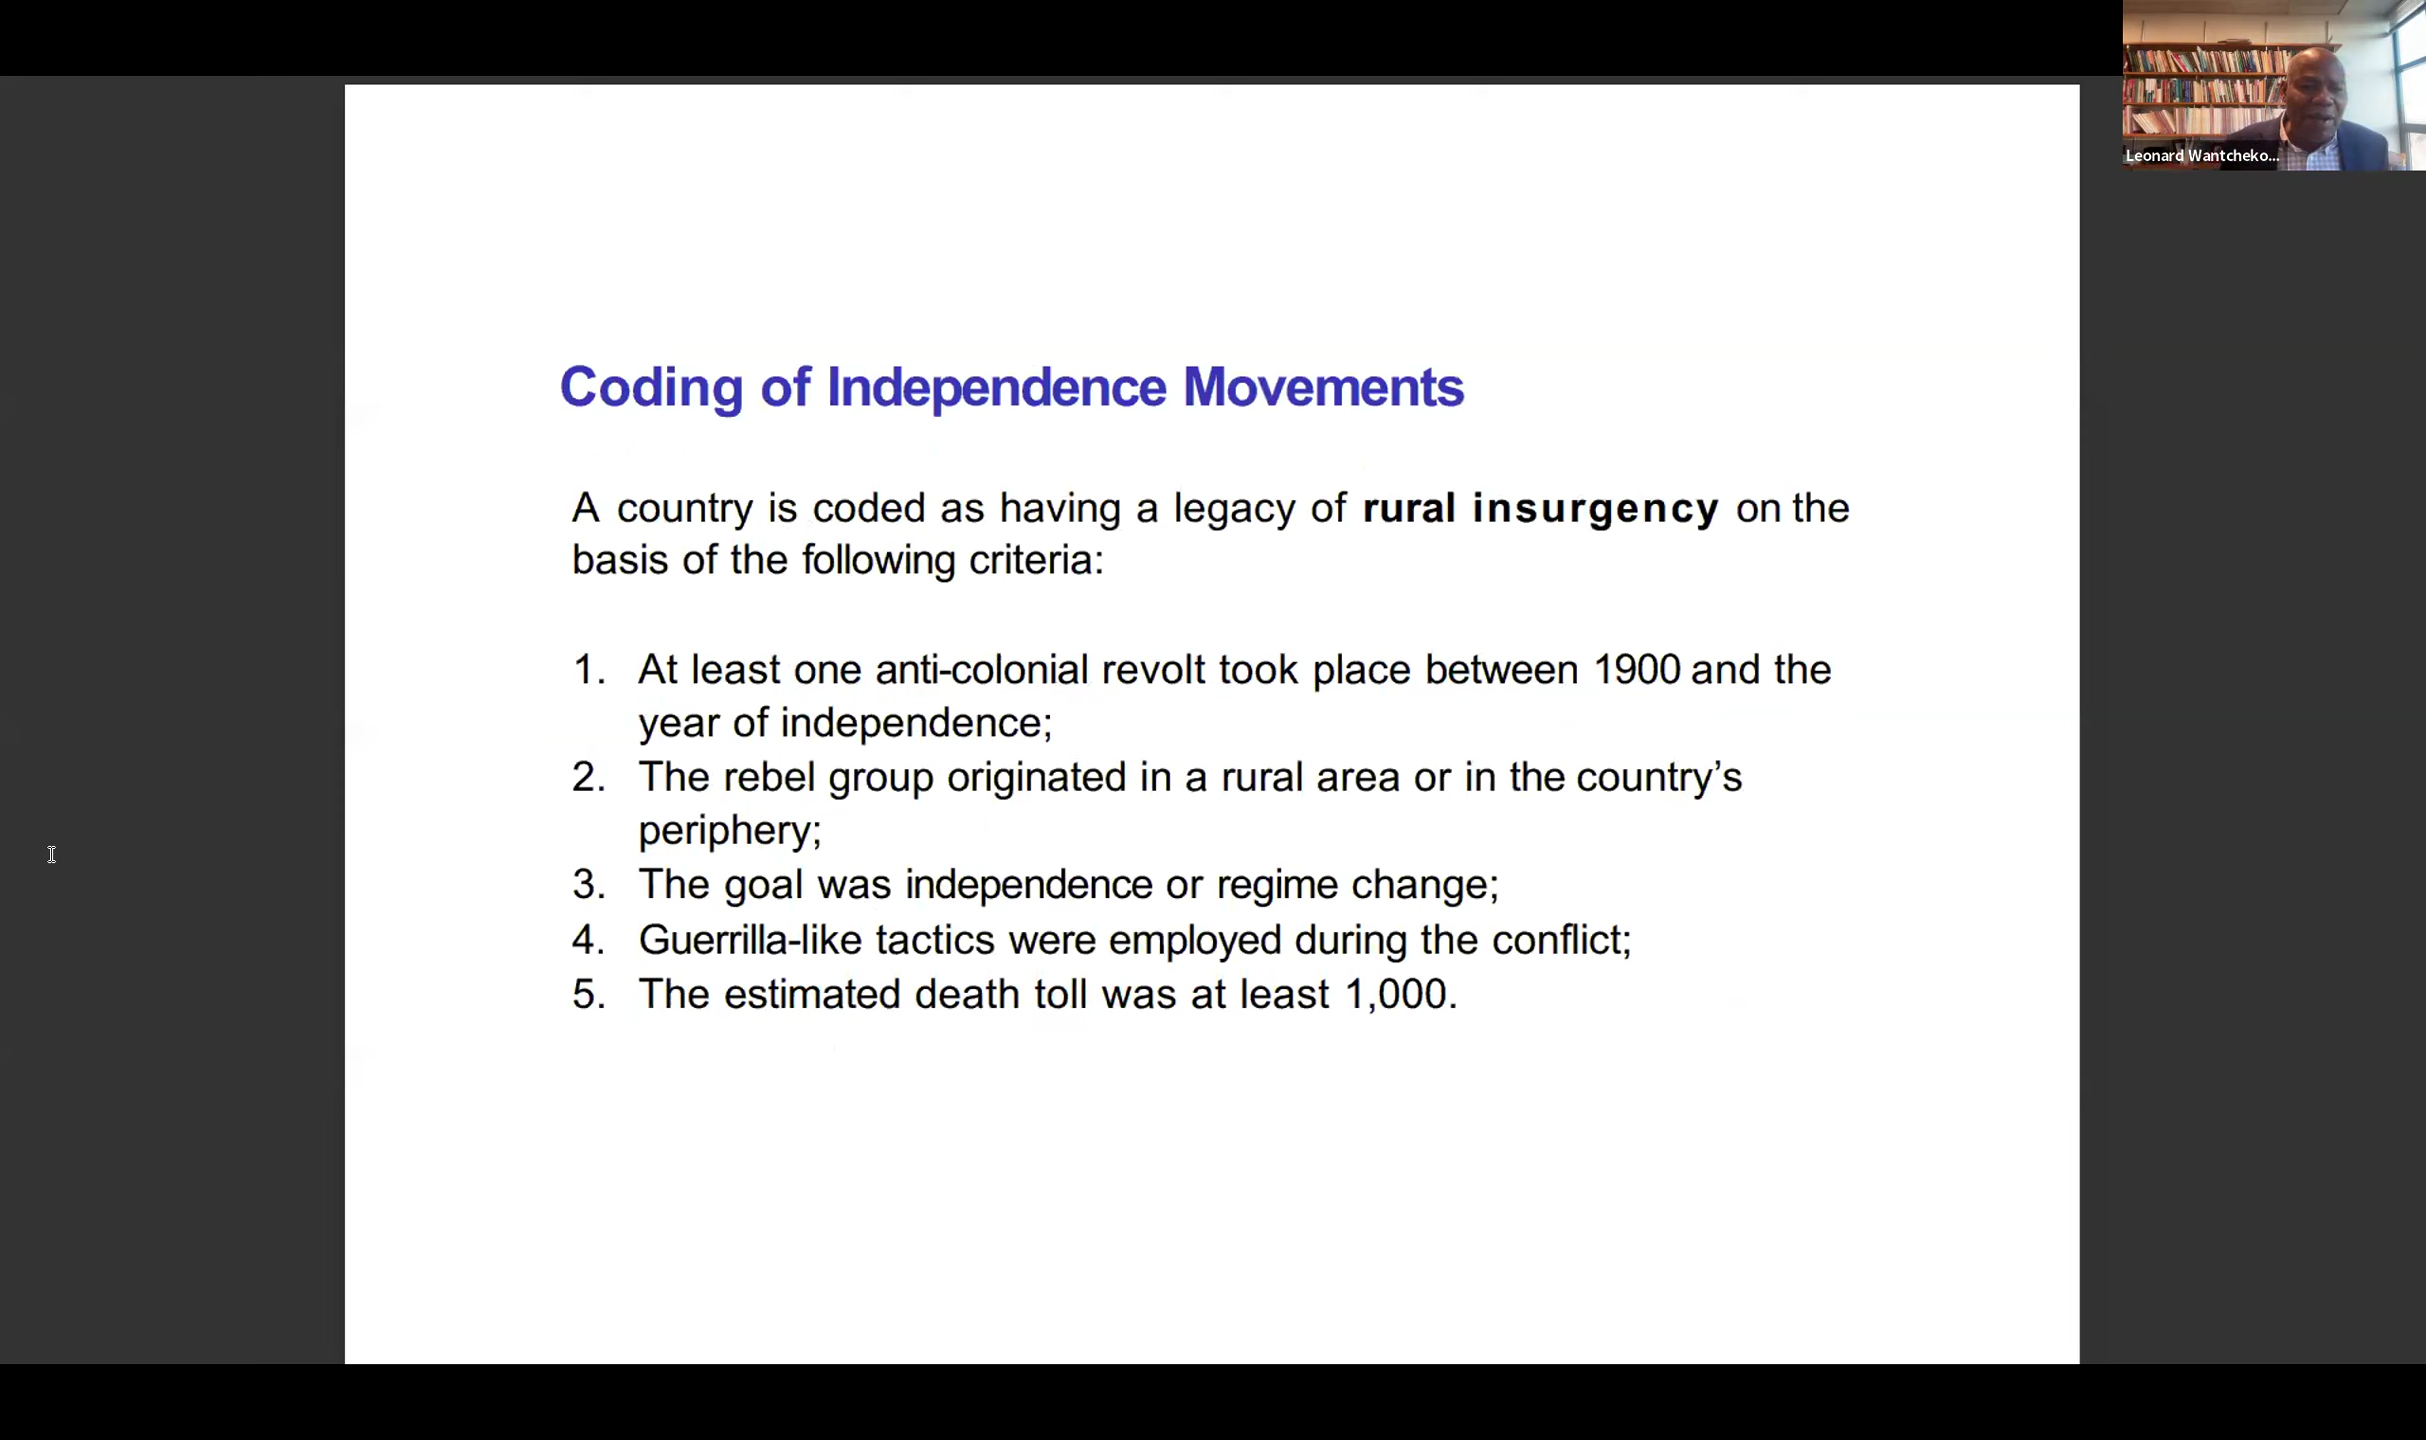 Leonard Wantcheko...
Coding of Independence Movements
A country is coded as having a legacy of rural insurgency on the
basis of the following criteria:
1. At least one anti-colonial revolt took place between 1900 and the
year of independence;
2. The rebel group originated in a rural area or in the country’s
periphery;
3. The goal was independence or regime change;
4. Guerrilla-like tactics were employed during the conflict;
5. The estimated death toll was at least 1,000.